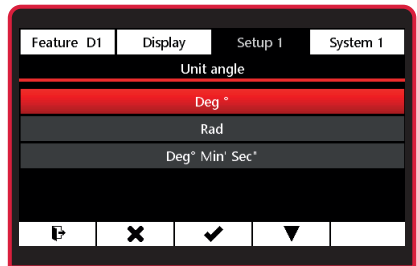 Feature D1 Display Setup 1 System 1
Unit angle
Deg °
Rad
Deg° Min' Sec"